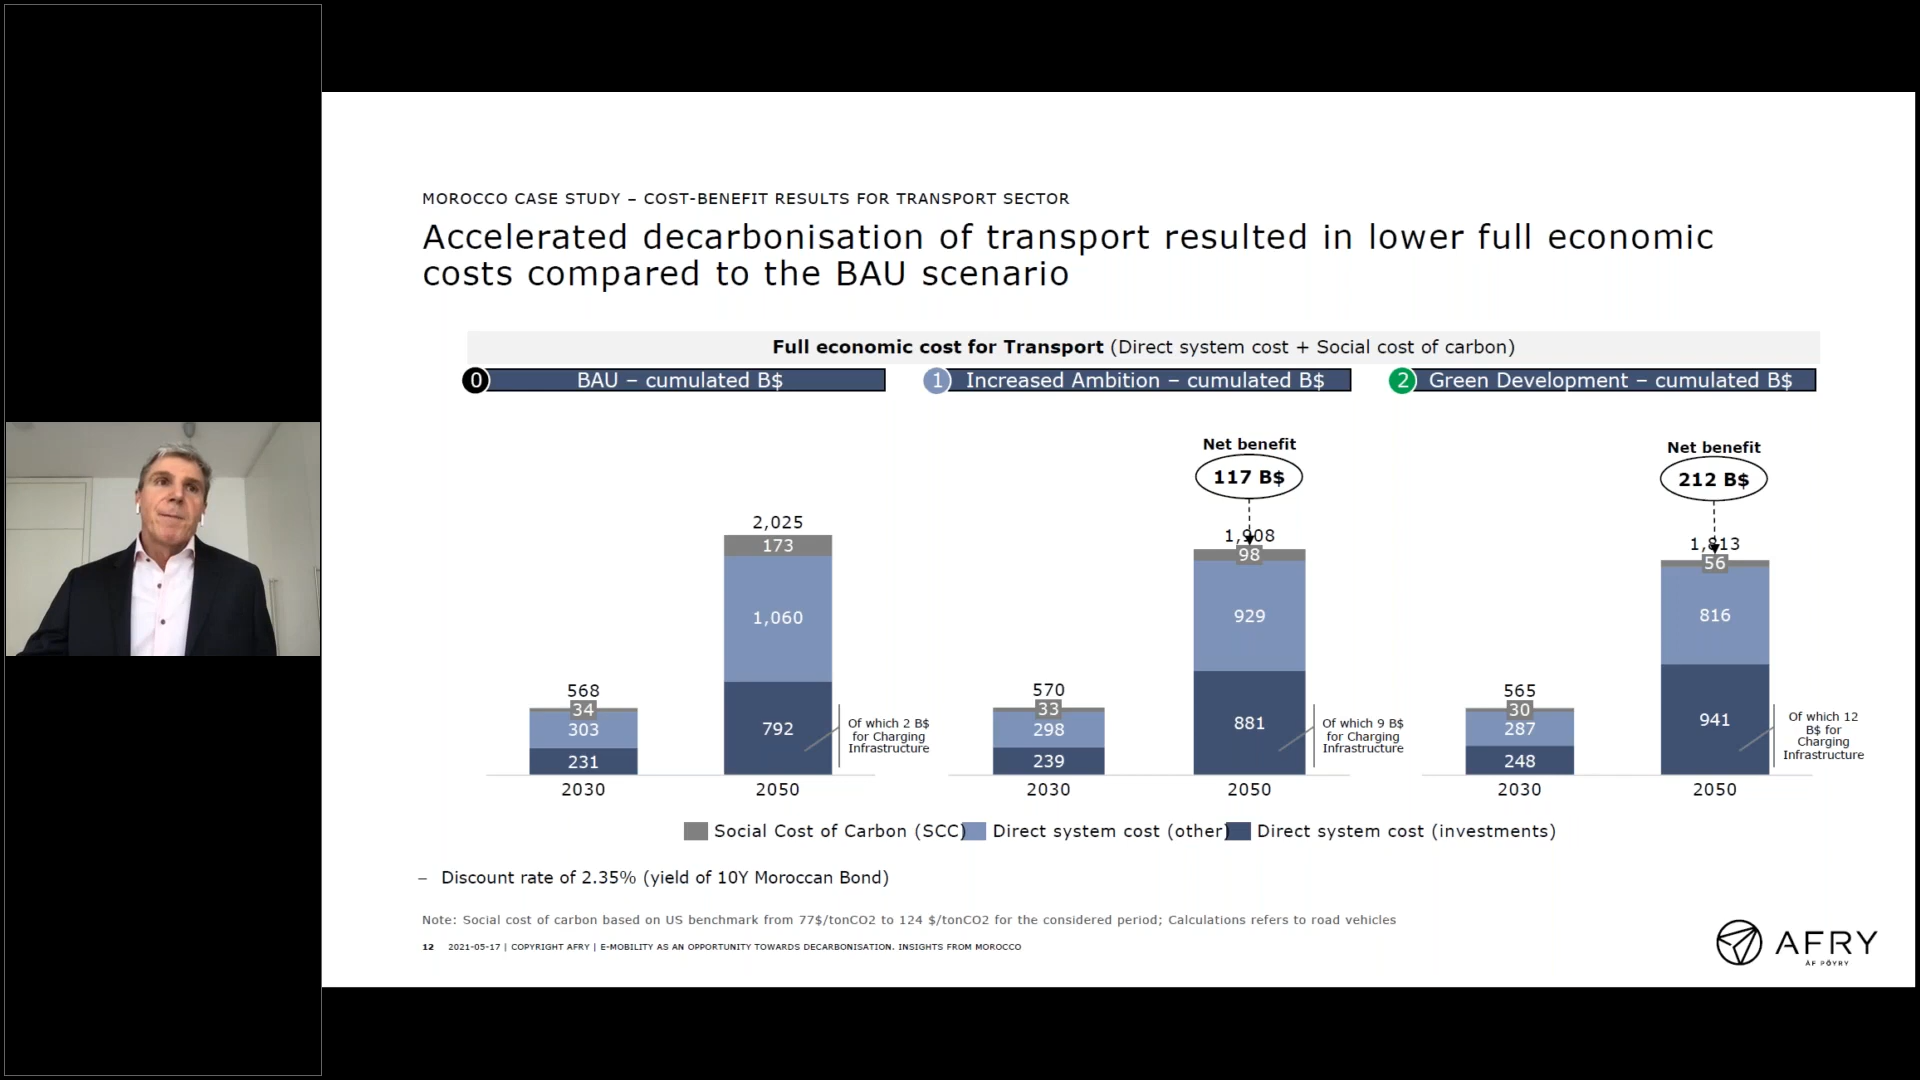 MOROCCO CASE STUDY – COST-BENEFIT RESULTS FOR TRANSPORT SECTOR
Accelerated decarbonisation of transport resulted in lower full economic
costs compared to the BAU scenario
Full economic cost for Transport (Direct system cost + Social cost of carbon)
0 BAU – cumulated B$
568
34
303
231
2030
2,025
173
1,060
792
2050
Of which 2 B$
for Charging
Infrastructure
1 Increased Ambition – cumulated B$
570
33
298
239
2030
Net benefit
117 B$
1,908
98
929
881
2050
Of which 9 B$
for Charging
Infrastructure
2 Green Development – cumulated B$
565
30
287
248
2030
Net benefit
212 B$
1,813
56
816
941
2050
Of which 12
B$ for
Charging
Infrastructure
Social Cost of Carbon (SCC) Direct system cost (other) Direct system cost (investments)
– Discount rate of 2.35% (yield of 10Y Moroccan Bond)
Note: Social cost of carbon based on US benchmark from 77$/tonCO2 to 124 $/tonCO2 for the considered period; Calculations refers to road vehicles
12 2021-05-17 | COPYRIGHT AFRY | E-MOBILITY AS AN OPPORTUNITY TOWARDS DECARBONISATION. INSIGHTS FROM MOROCCO
AFRY
ÅF PÖYRY